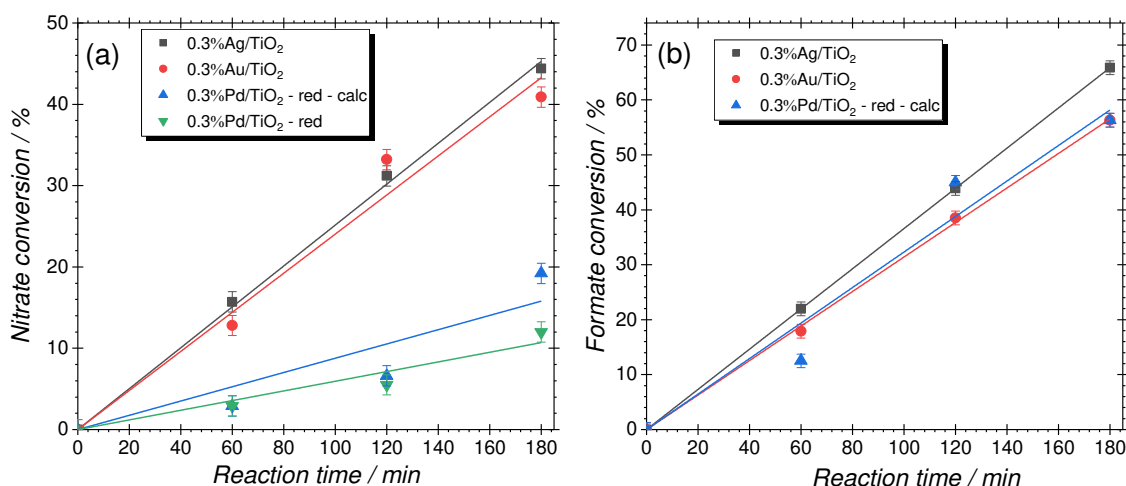 (a)
0.3%Ag/TiO₂
0.3%Au/TiO₂
0.3%Pd/TiO₂ - red - calc
0.3%Pd/TiO₂ - red
Nitrate conversion / %
50
40
30
20
10
0
0 20 40 60 80 100 120 140 160 180
Reaction time / min
(b)
0.3%Ag/TiO₂
0.3%Au/TiO₂
0.3%Pd/TiO₂ - red - calc
Formate conversion / %
70
60
50
40
30
20
10
0
0 20 40 60 80 100 120 140 160 180
Reaction time / min